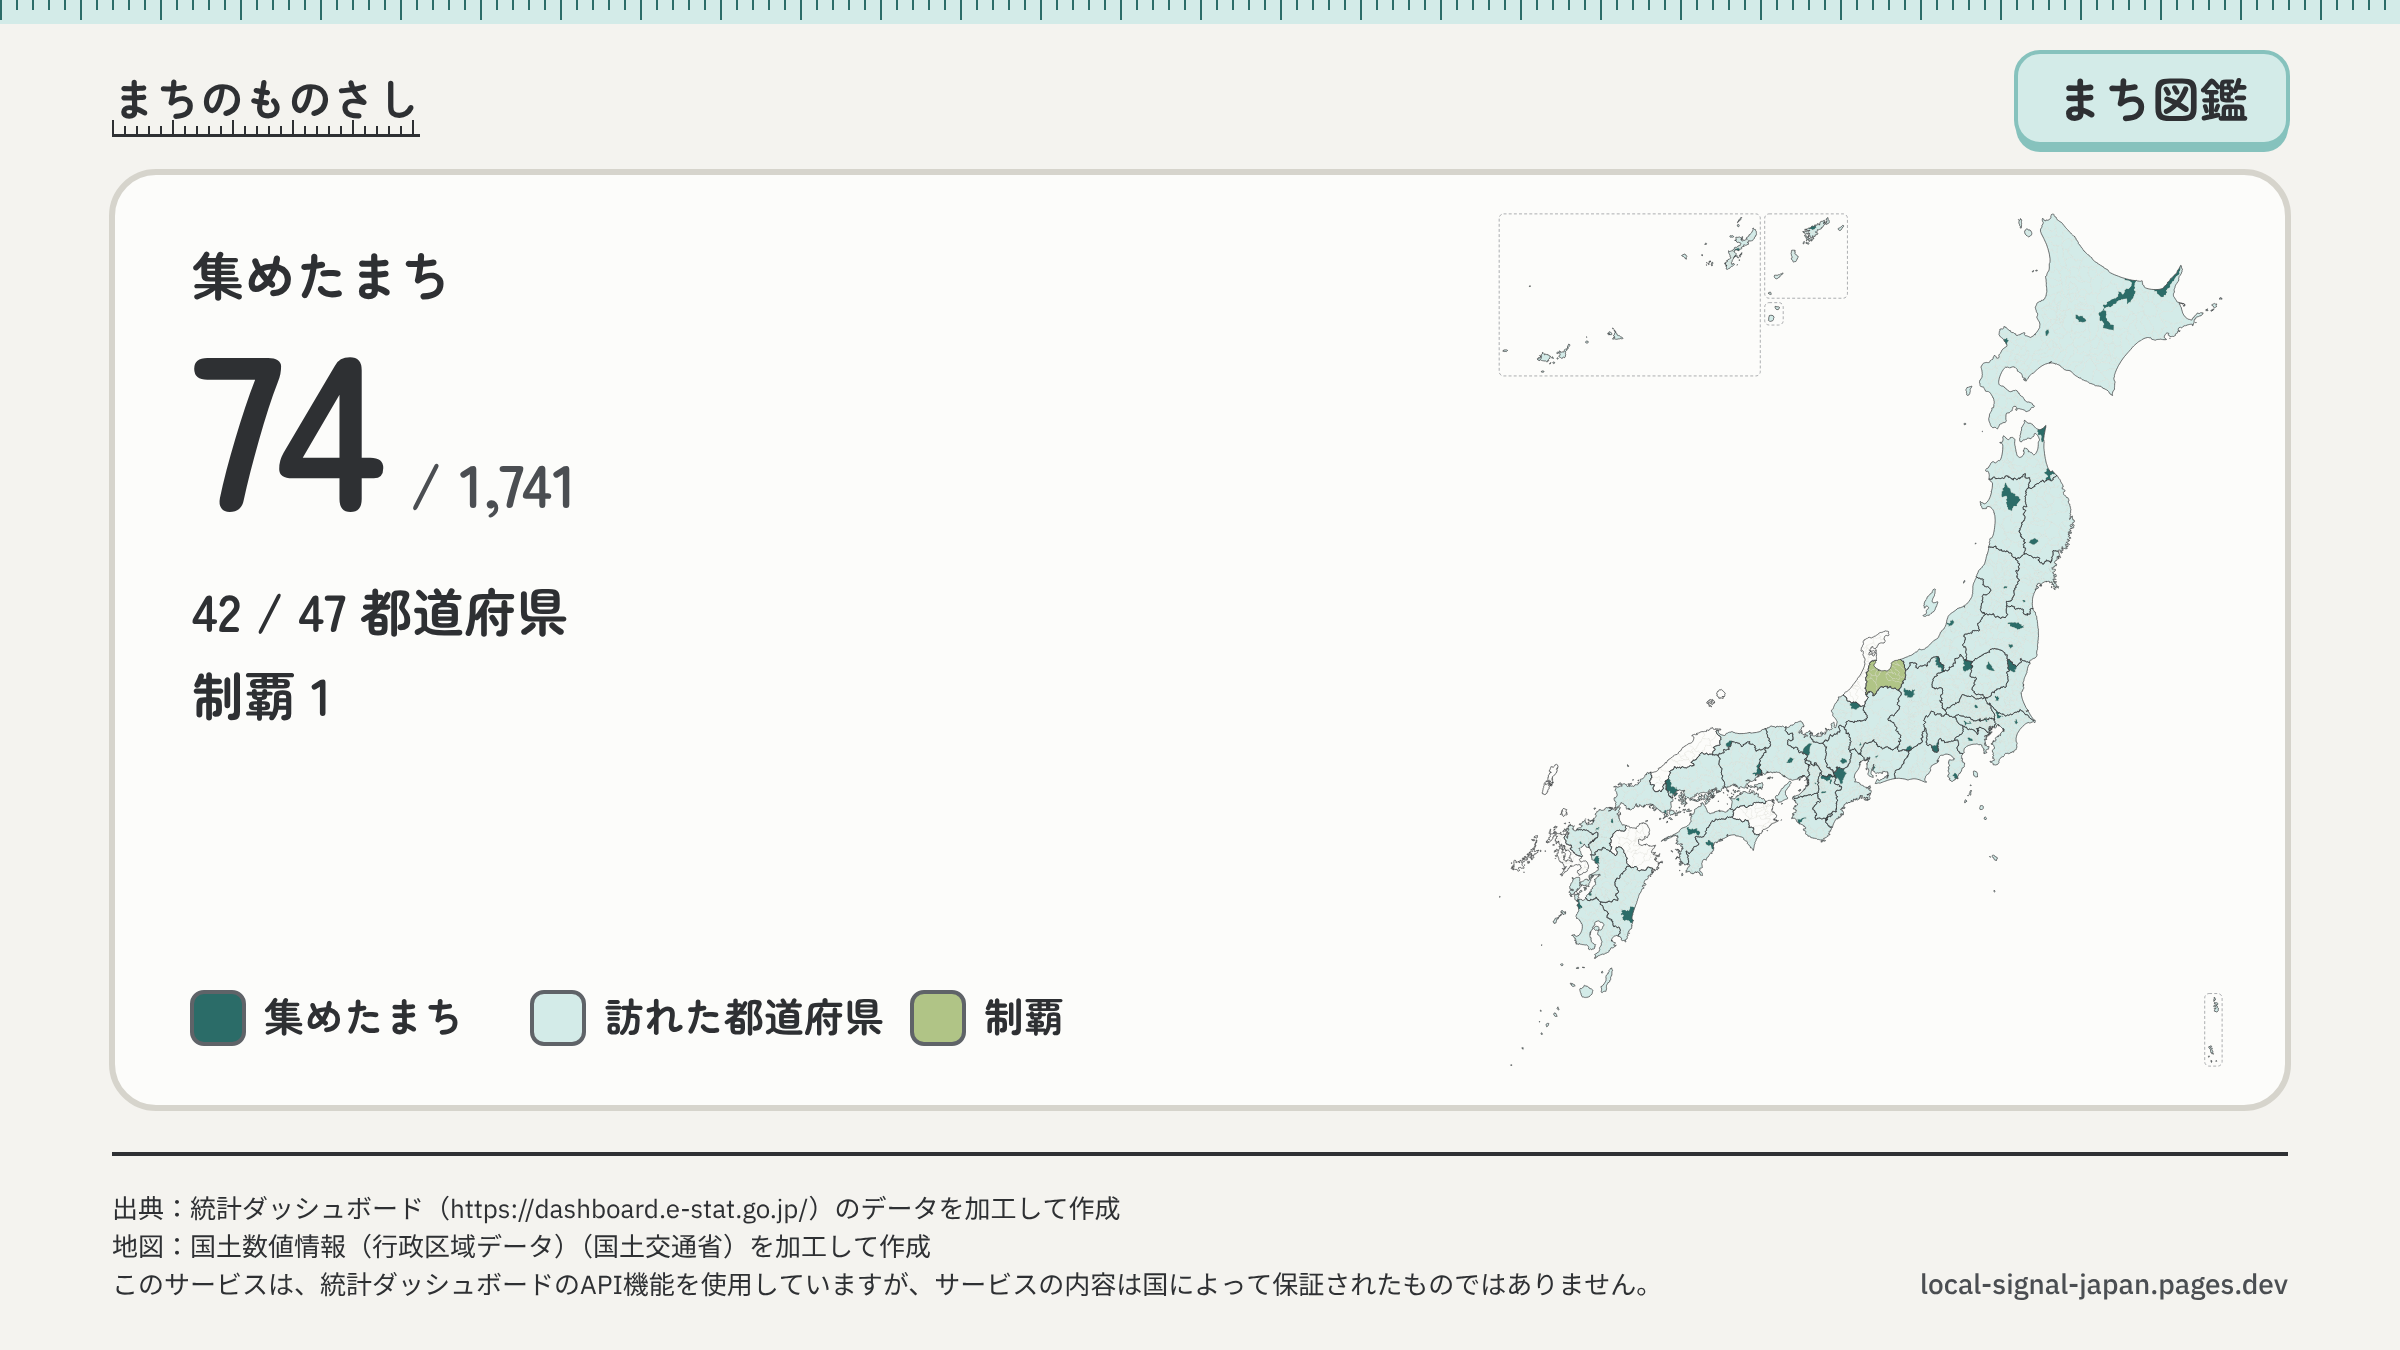 まちのものさし
まち図鑑
集めたまち
74 / 1,741
42 / 47 都道府県
制覇 1
集めたまち
訪れた都道府県
制覇
出典：統計ダッシュボード（https://dashboard.e-stat.go.jp/）のデータを加工して作成
地図：国土数値情報（行政区域データ）（国土交通省）を加工して作成
このサービスは、統計ダッシュボードのAPI機能を使用していますが、サービスの内容は国によって保証されたものではありません。
local-signal-japan.pages.dev